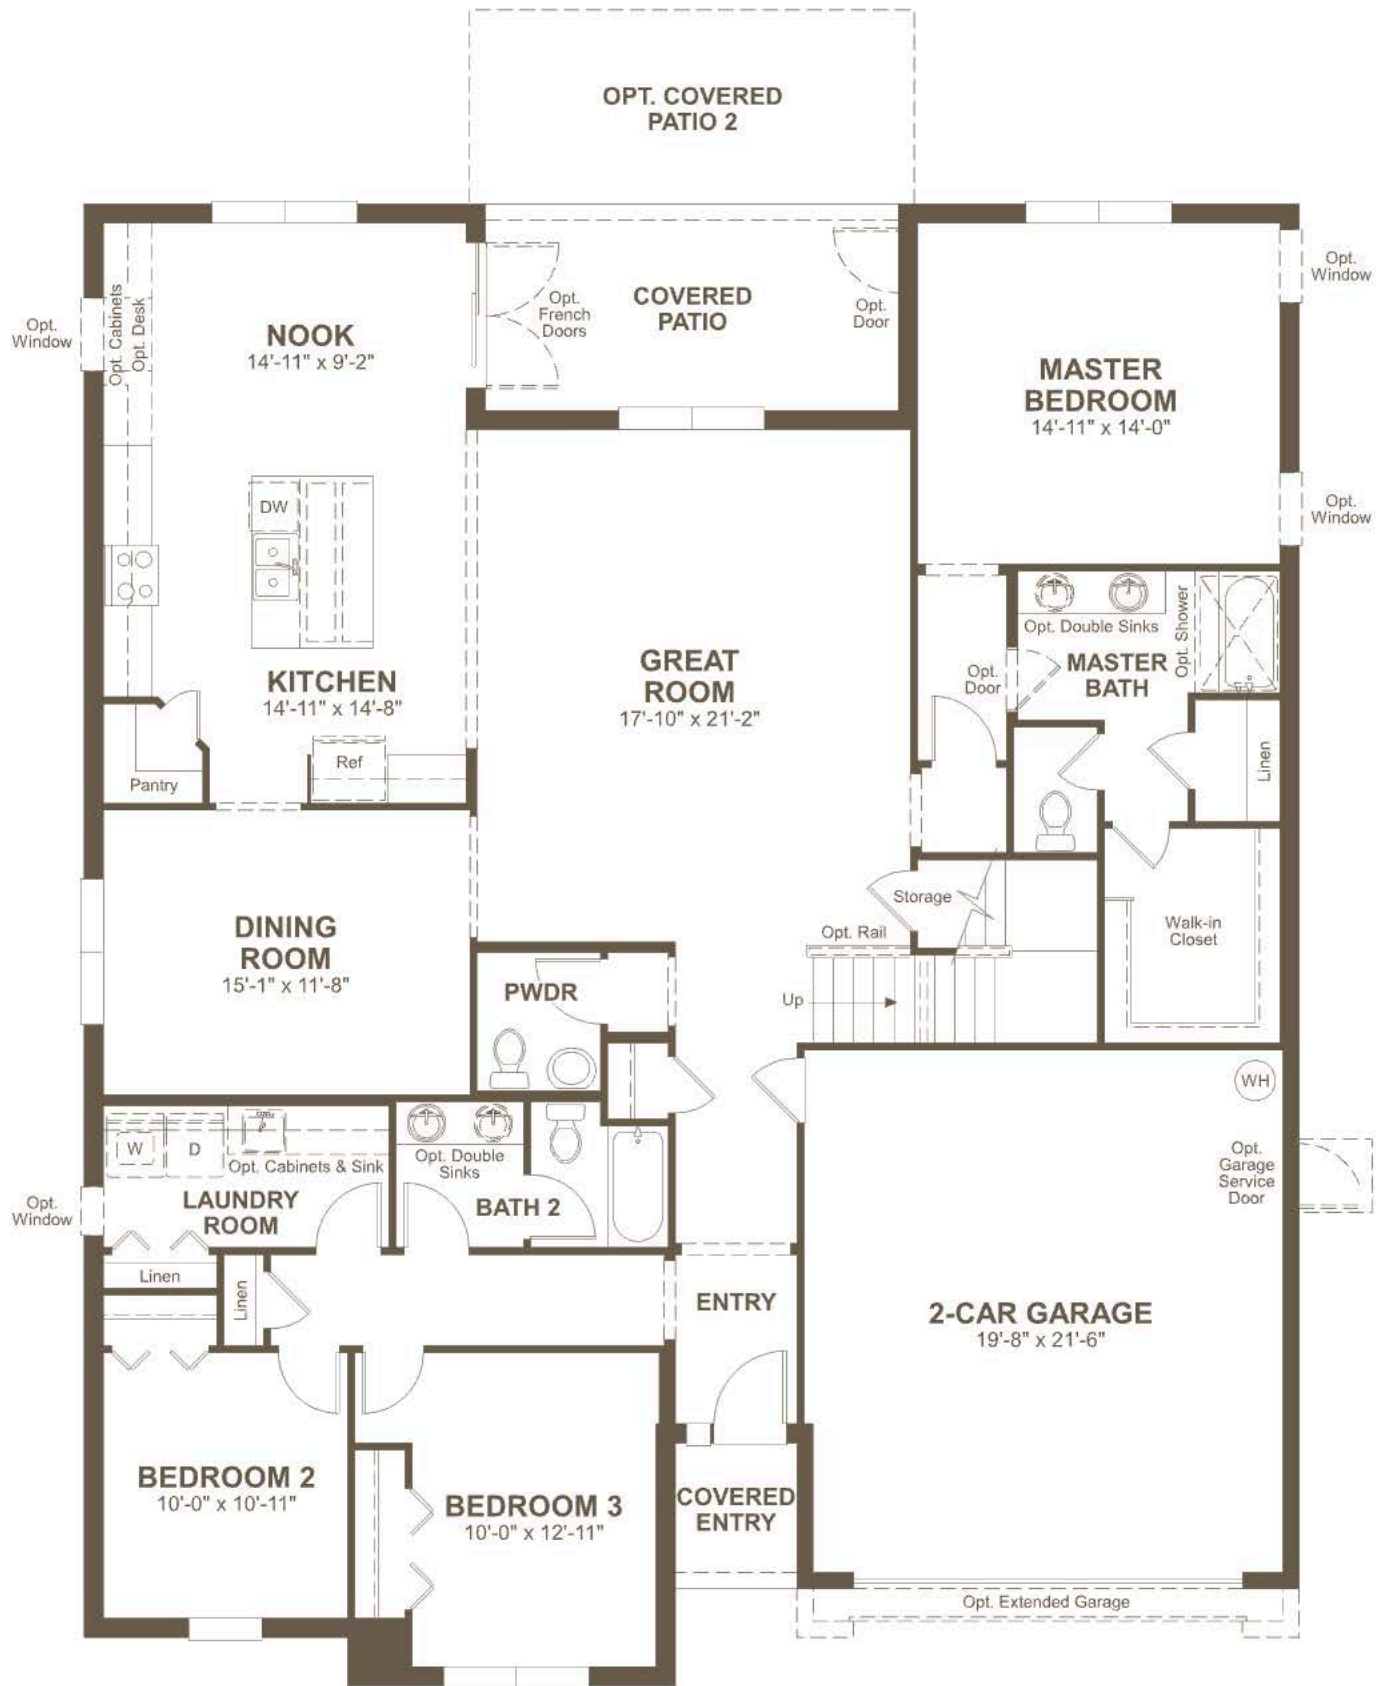 OPT. COVERED
PATIO 2
Opt.
Window
Opt. Cabinets
Opt. Desk
NOOK
14'-11" x 9'-2"
Opt.
French
Doors
COVERED
PATIO
Opt.
Door
MASTER
BEDROOM
14'-11" x 14'-0"
Opt.
Window
Opt.
Window
DW
KITCHEN
14'-11" x 14'-8"
Pantry
Ref
GREAT
ROOM
17'-10" x 21'-2"
Opt.
Door
Opt. Double Sinks
Opt. Shower
MASTER
BATH
Linen
DINING
ROOM
15'-1" x 11'-8"
Storage
Opt. Rail
Up
Walk-in
Closet
PWDR
WH
W
D
Opt. Cabinets & Sink
LAUNDRY
ROOM
Opt.
Window
Opt. Double
Sinks
BATH 2
Opt.
Garage
Service
Door
Linen
Linen
ENTRY
2-CAR GARAGE
19'-8" x 21'-6"
BEDROOM 2
10'-0" x 10'-11"
BEDROOM 3
10'-0" x 12'-11"
COVERED
ENTRY
Opt. Extended Garage